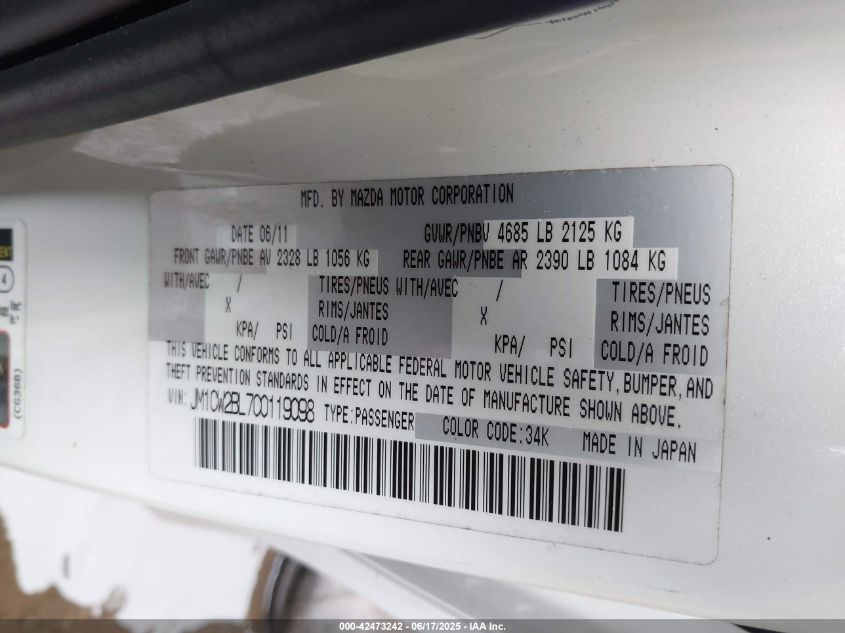 MFD. BY MAZDA MOTOR CORPORATION
DATE 06/11 GVWR/PNBV 4685 LB 2125 KG
FRONT GAWR/PNBE AV 2328 LB 1056 KG REAR GAWR/PNBE AR 2390 LB 1084 KG
WITH/AVEC / TIRES/PNEUS WITH/AVEC / TIRES/PNEUS
X RIMS/JANTES X RIMS/JANTES
KPA/ PSI COLD/A FROID KPA/ PSI COLD/A FROID
THIS VEHICLE CONFORMS TO ALL APPLICABLE FEDERAL MOTOR VEHICLE SAFETY, BUMPER, AND
THEFT PREVENTION STANDARDS IN EFFECT ON THE DATE OF MANUFACTURE SHOWN ABOVE.
VIN: JM1CW2BL7C0119098 TYPE:PASSENGER COLOR CODE:34K MADE IN JAPAN
4
(CG36B)
000-42473242 - 06/17/2025 - IAA Inc.